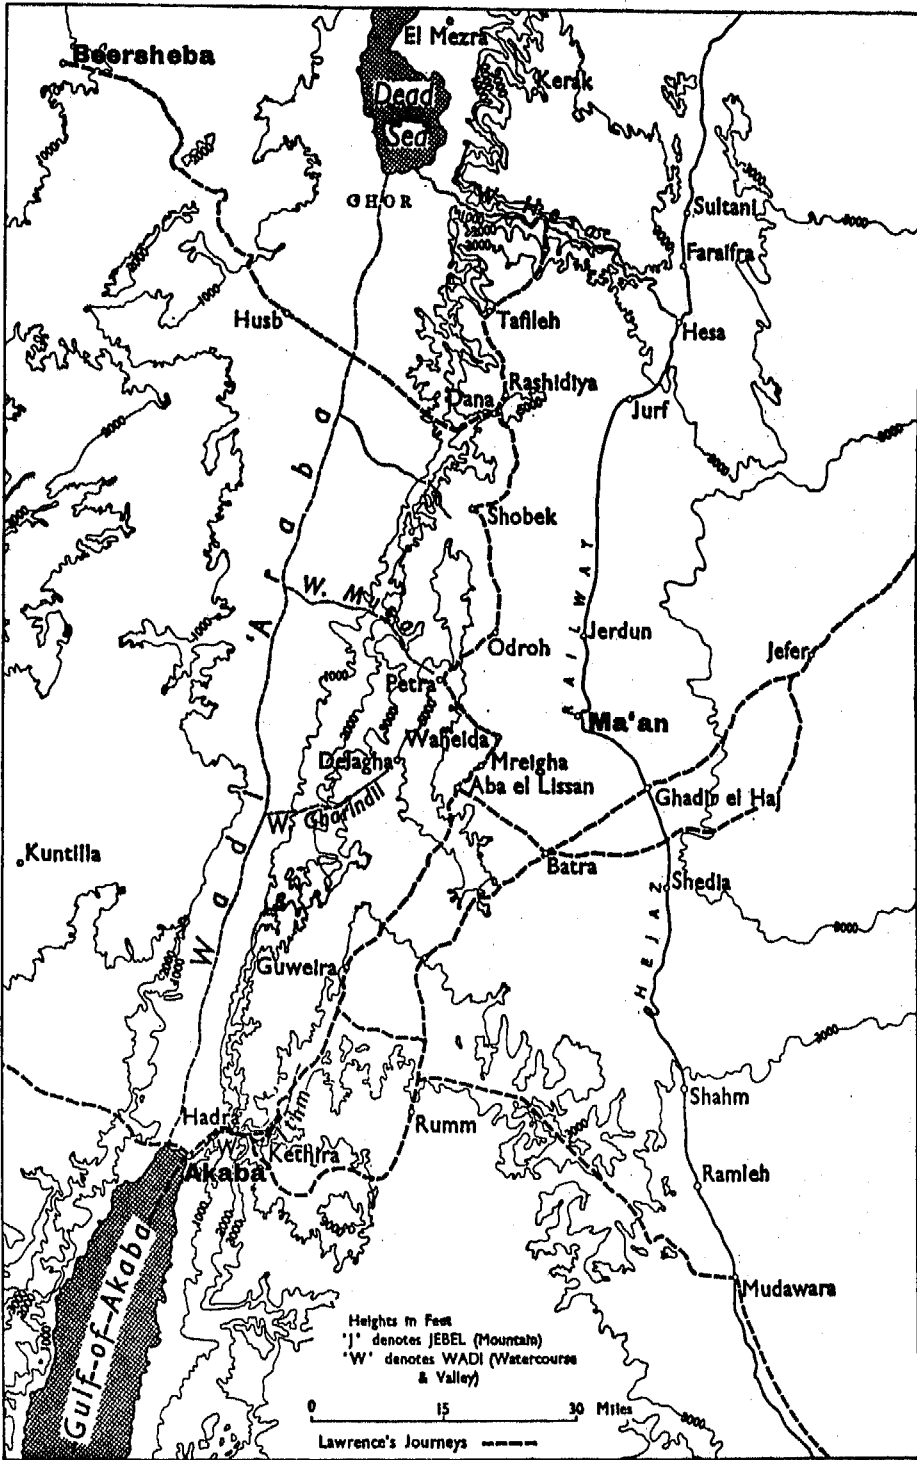 El Mezra
Beersheba
Kerak
Dead
Sea
GHOR
W. Hesa
Sultani
Faraifra
Husb
Tafileh
Hesa
Rashidiya
Dana
Jurf
Shobek
W. Musa
Odroh
Jerdun
Jefer
Petra
Ma'an
Waheida
Delagha
Mreigha
Aba el Lissan
W Gharindil
Ghadir el Haj
Kuntilla
Batra
Shedia
Wadi 'Araba
HEJAZ RAILWAY
Guweira
Shahm
Hadra
Rumm
Kethira
Akaba
Ramleh
Gulf-of-Akaba
Mudawara
Heights in Feet
'J' denotes JEBEL (Mountain)
'W' denotes WADI (Watercourse
& Valley)
0 15 30 Miles
Lawrence's Journeys